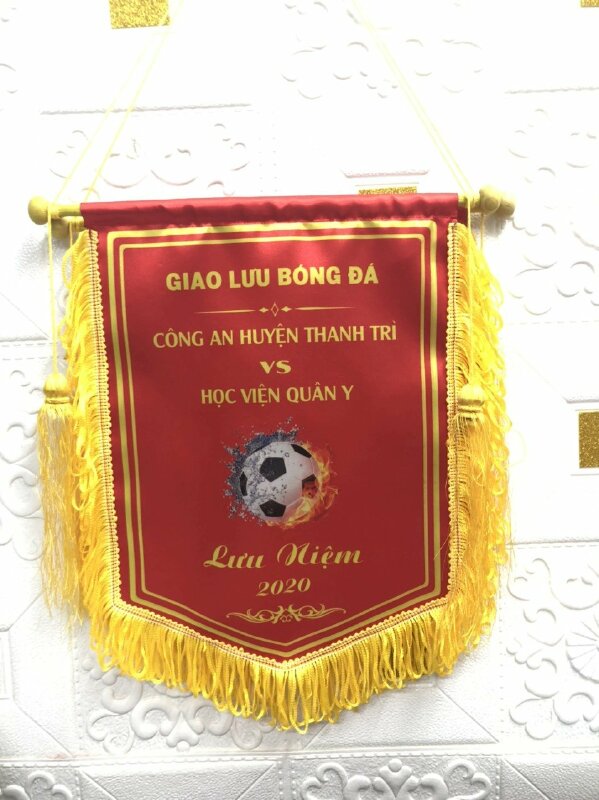 GIAO LƯU BÓNG ĐÁ
CÔNG AN HUYỆN THANH TRÌ
VS
HỌC VIỆN QUÂN Y
Lưu Niệm
2020